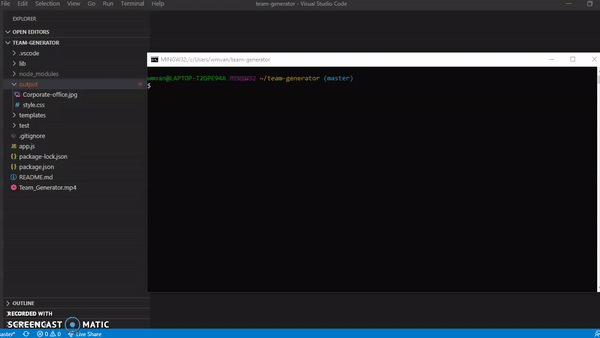 File Edit Selection View Go Run Terminal Help team-generator - Visual Studio Code
EXPLORER
OPEN EDITORS
TEAM-GENERATOR
.vscode
lib
node_modules
output
Corporate-office.jpg
style.css
templates
test
.gitignore
app.js
package-lock.json
package.json
README.md
Team_Generator.mp4
MINGW32:/c/Users/wmvan/team-generator
wmvan@LAPTOP-T2GPE94A MINGW32 ~/team-generator (master)
$
OUTLINE
RECORDED WITH
SCREENCAST MATIC
master* 0 0 Live Share